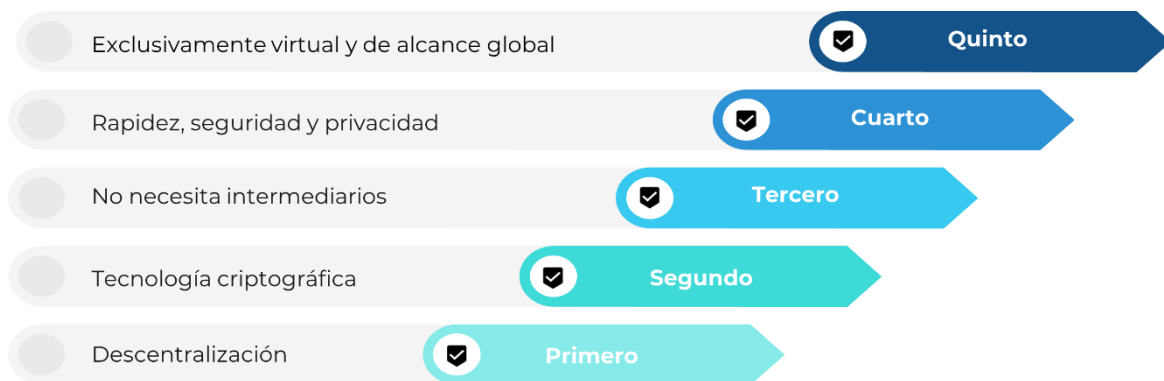 Exclusivamente virtual y de alcance global
Quinto
Rapidez, seguridad y privacidad
Cuarto
No necesita intermediarios
Tercero
Tecnología criptográfica
Segundo
Descentralización
Primero